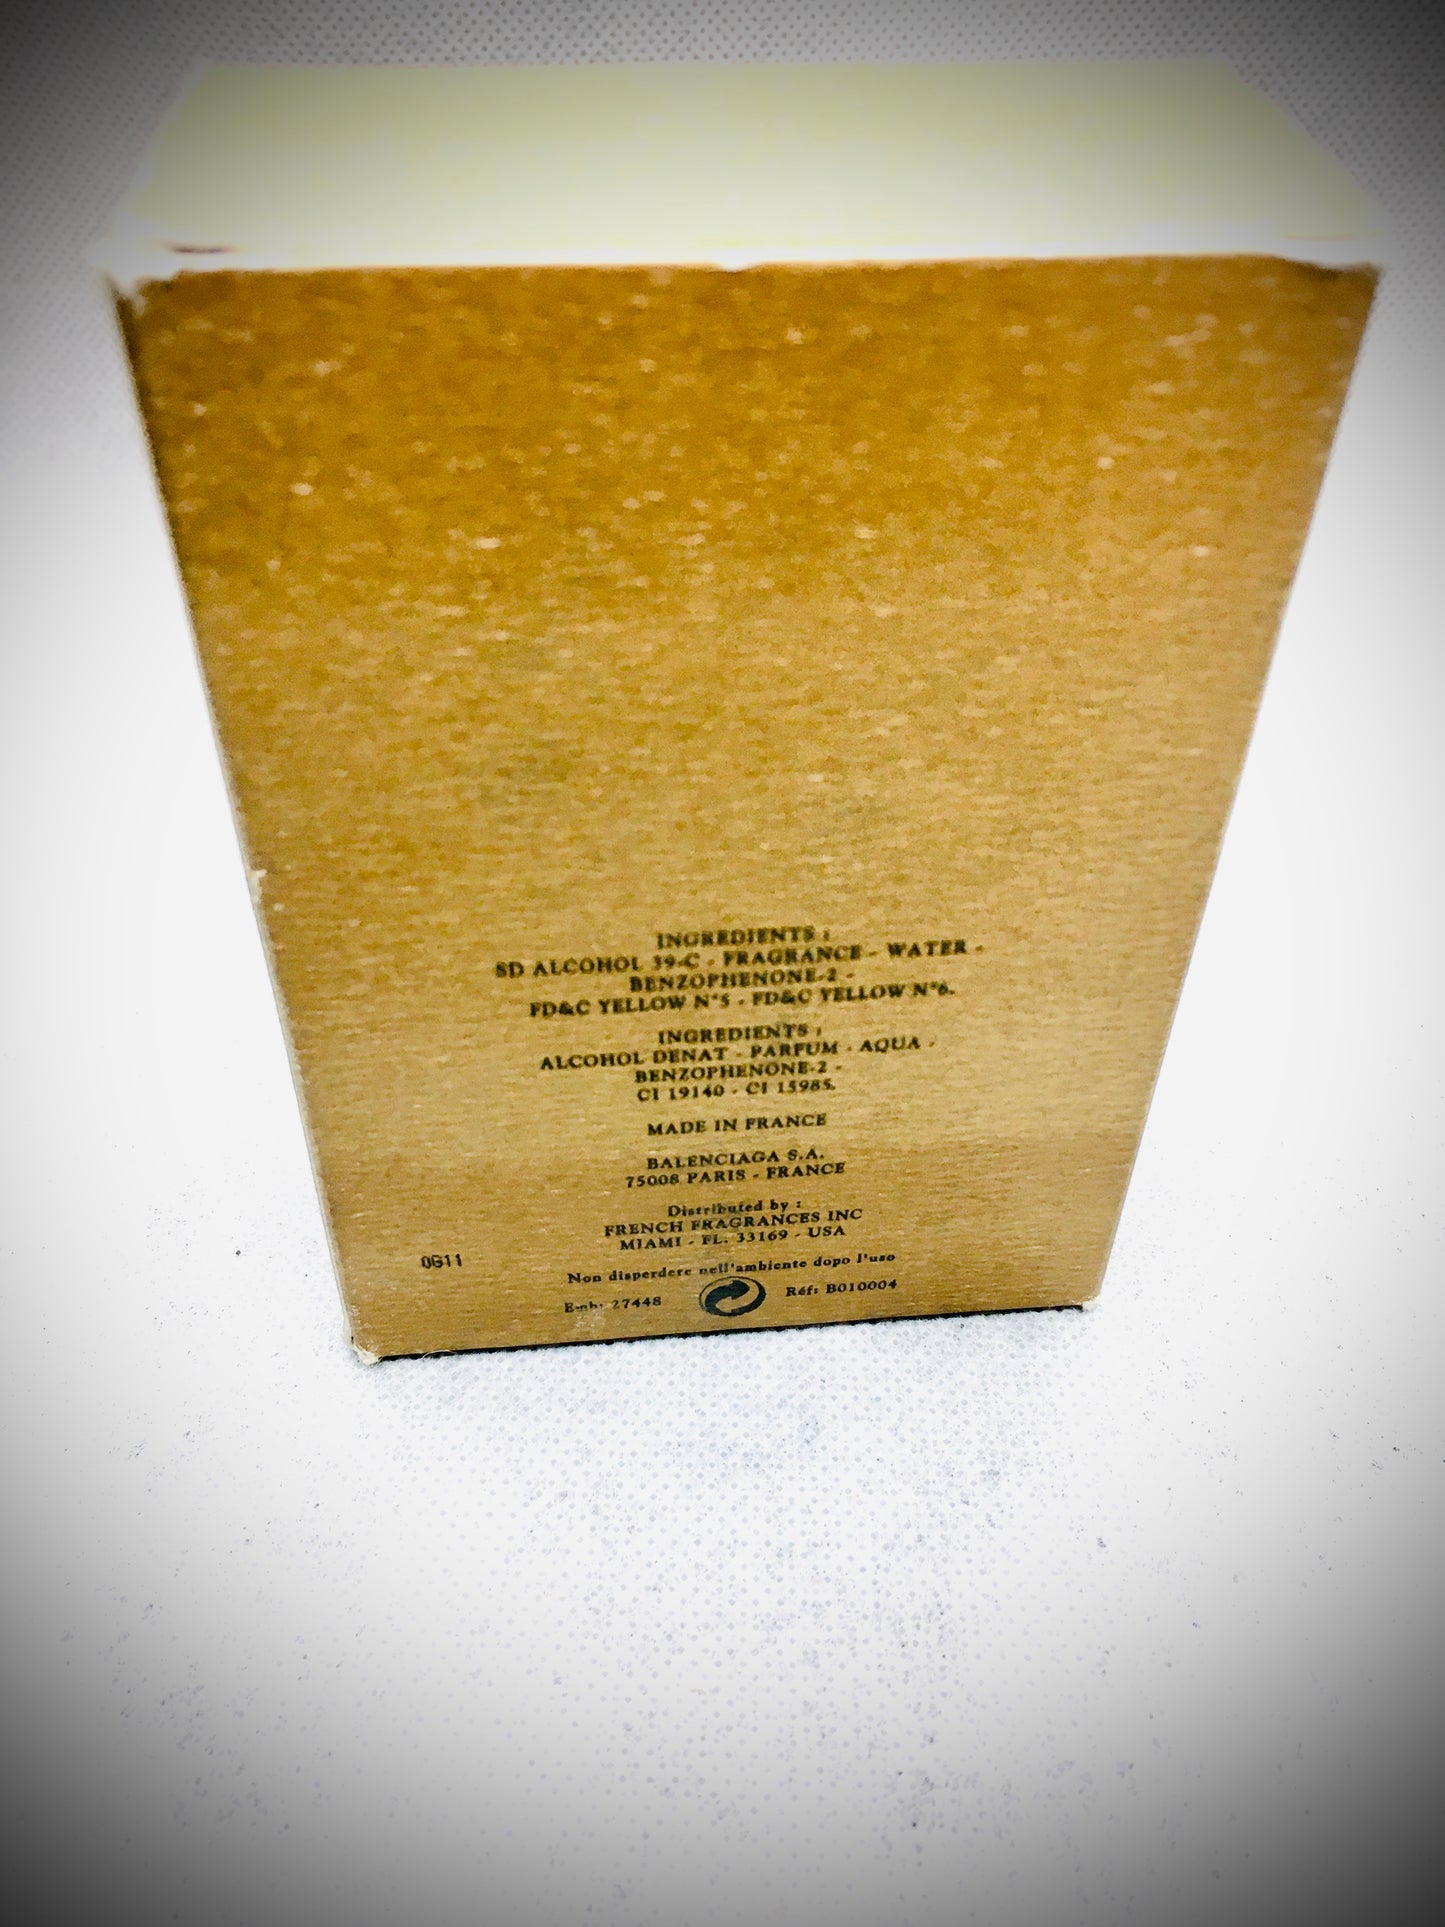 INGREDIENTS :
SD ALCOHOL 39-C - FRAGRANCE - WATER -
BENZOPHENONE-2 -
FD&C YELLOW N°5 - FD&C YELLOW N°6.
INGREDIENTS :
ALCOHOL DENAT - PARFUM - AQUA -
BENZOPHENONE-2 -
CI 19140 - CI 15985.
MADE IN FRANCE
BALENCIAGA S.A.
75008 PARIS - FRANCE
Distributed by :
FRENCH FRAGRANCES INC
MIAMI - FL. 33169 - USA
0G11
Non disperdere nell'ambiente dopo l'uso
Emb: 27448 Réf: B010004